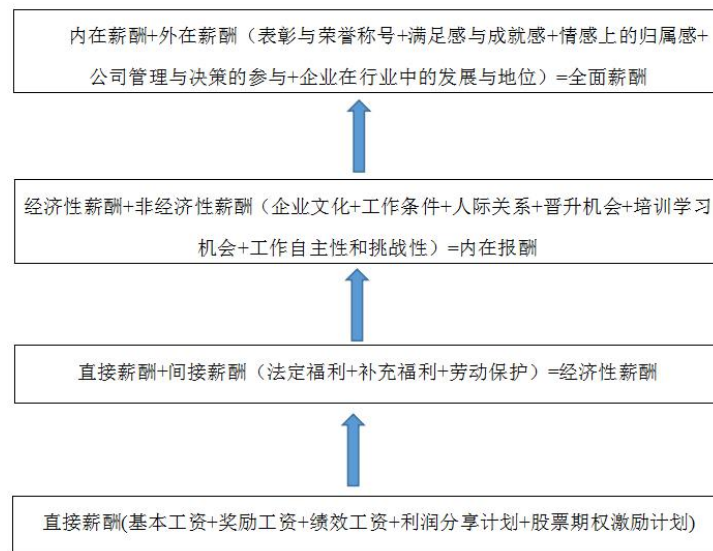 内在薪酬+外在薪酬（表彰与荣誉称号+满足感与成就感+情感上的归属感+
公司管理与决策的参与+企业在行业中的发展与地位）=全面薪酬
经济性薪酬+非经济性薪酬（企业文化+工作条件+人际关系+晋升机会+培训学习
机会+工作自主性和挑战性）=内在报酬
直接薪酬+间接薪酬（法定福利+补充福利+劳动保护）=经济性薪酬
直接薪酬(基本工资+奖励工资+绩效工资+利润分享计划+股票期权激励计划)